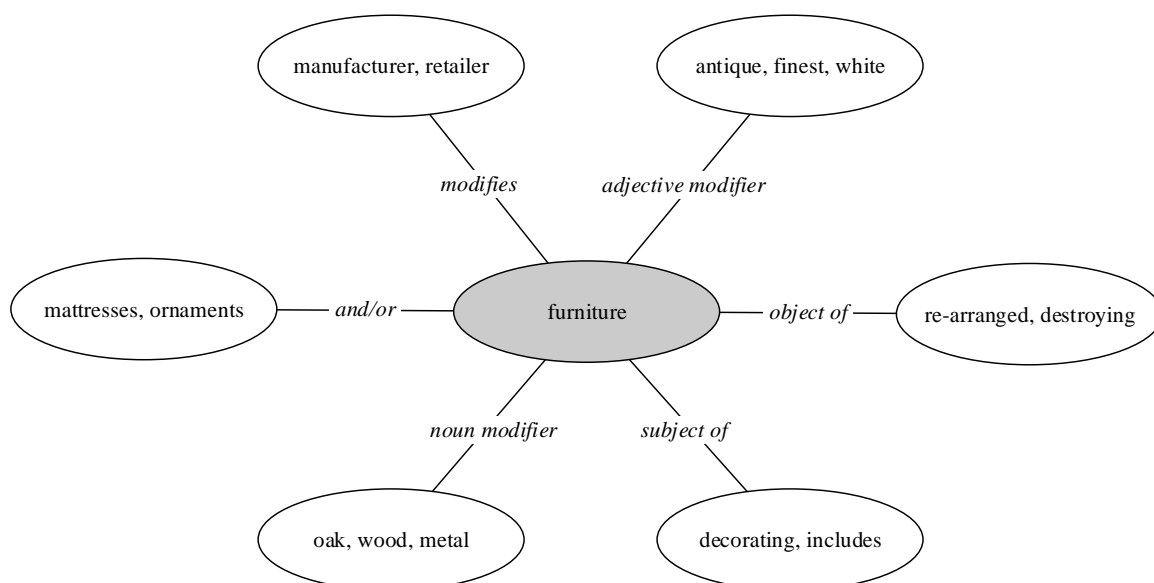 manufacturer, retailer
antique, finest, white
modifies
adjective modifier
mattresses, ornaments
and/or
furniture
object of
re-arranged, destroying
noun modifier
subject of
oak, wood, metal
decorating, includes